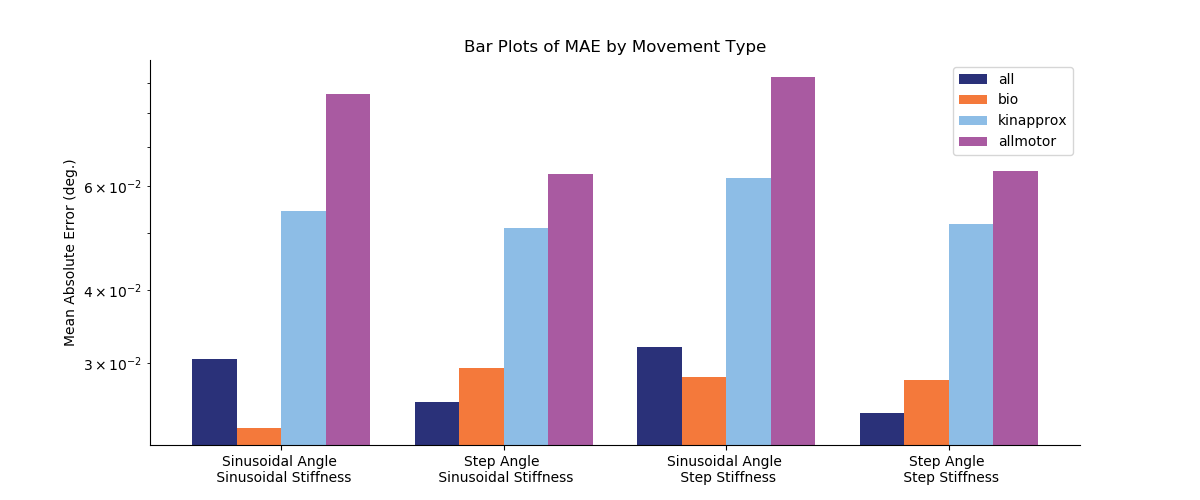 Bar Plots of MAE by Movement Type
all
bio
kinapprox
allmotor
Mean Absolute Error (deg.)
6 × 10⁻²
4 × 10⁻²
3 × 10⁻²
Sinusoidal Angle
Sinusoidal Stiffness
Step Angle
Sinusoidal Stiffness
Sinusoidal Angle
Step Stiffness
Step Angle
Step Stiffness